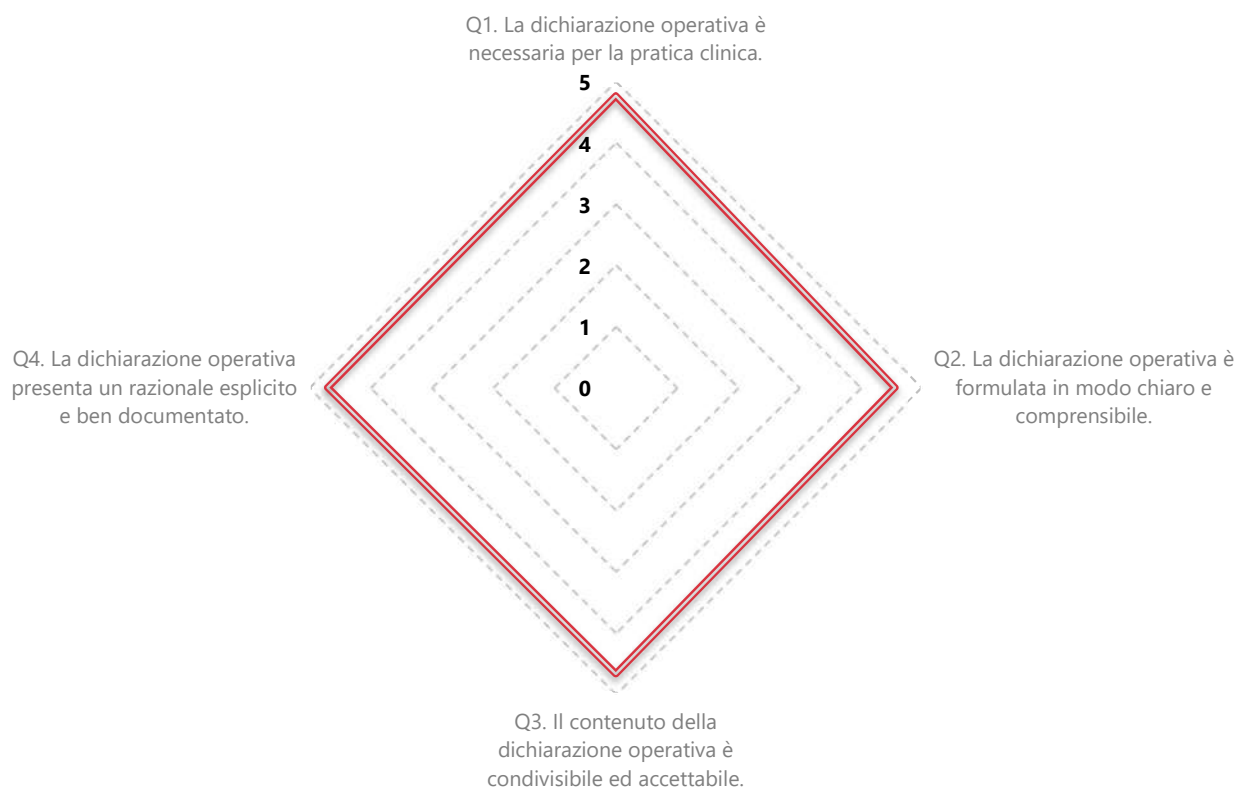 Q1. La dichiarazione operativa è
necessaria per la pratica clinica.
5
4
3
2
1
0
Q4. La dichiarazione operativa
presenta un razionale esplicito
e ben documentato.
Q2. La dichiarazione operativa è
formulata in modo chiaro e
comprensibile.
Q3. Il contenuto della
dichiarazione operativa è
condivisibile ed accettabile.